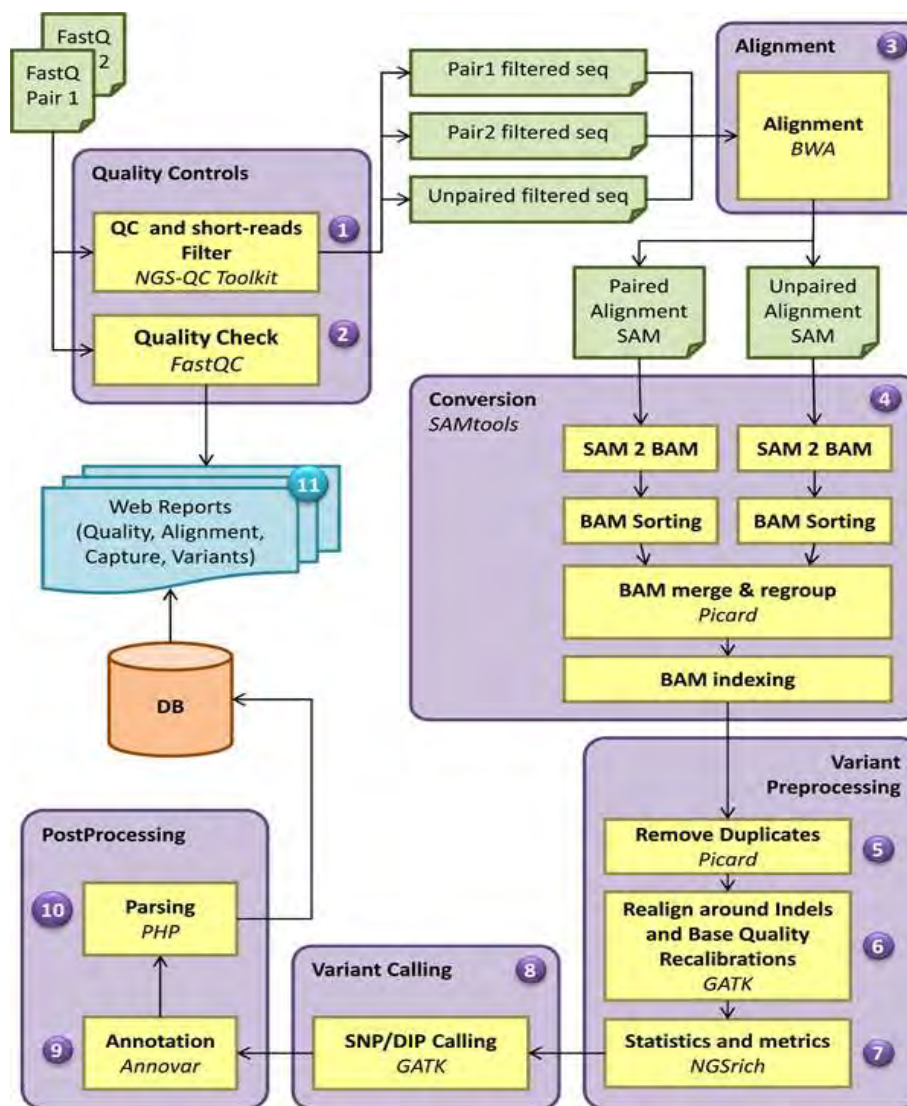 FastQ
2
FastQ
Pair 1
Pair1 filtered seq
Pair2 filtered seq
Unpaired filtered seq
Alignment
3
Alignment
BWA
Quality Controls
QC and short-reads
Filter
NGS-QC Toolkit
1
Quality Check
FastQC
2
Paired
Alignment
SAM
Unpaired
Alignment
SAM
Conversion
SAMtools
4
SAM 2 BAM
SAM 2 BAM
BAM Sorting
BAM Sorting
BAM merge & regroup
Picard
BAM indexing
11
Web Reports
(Quality, Alignment,
Capture, Variants)
DB
Variant
Preprocessing
Remove Duplicates
Picard
5
Realign around Indels
and Base Quality
Recalibrations
GATK
6
Statistics and metrics
NGSrich
7
Variant Calling
8
SNP/DIP Calling
GATK
PostProcessing
10
Parsing
PHP
9
Annotation
Annovar